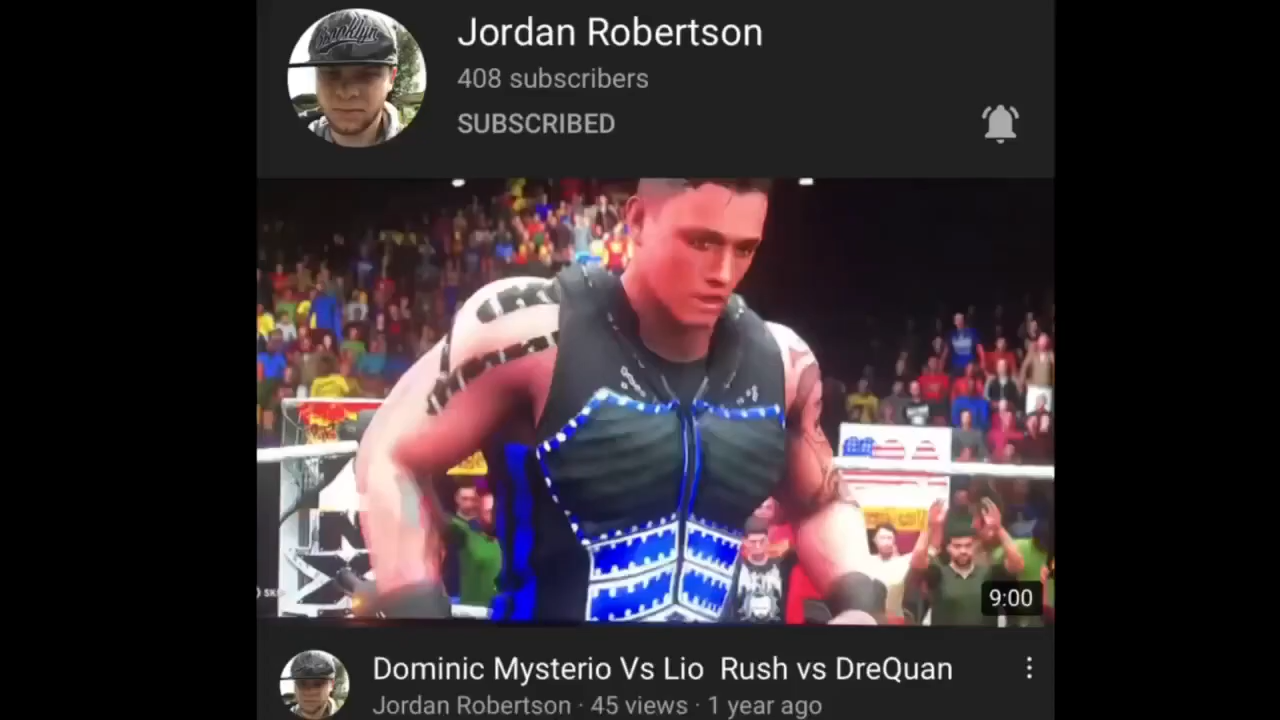 Brooklyn
Jordan Robertson
408 subscribers
SUBSCRIBED
9:00
Dominic Mysterio Vs Lio Rush vs DreQuan
Jordan Robertson · 45 views · 1 year ago